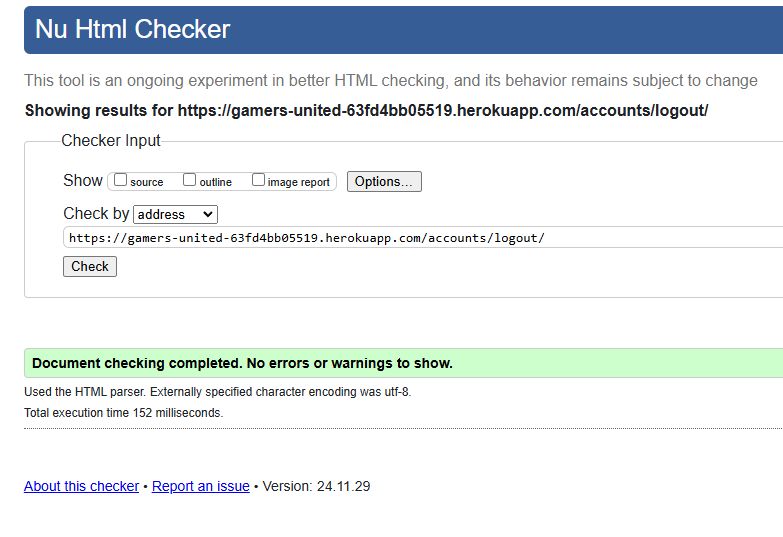 Nu Html Checker
This tool is an ongoing experiment in better HTML checking, and its behavior remains subject to change
Showing results for https://gamers-united-63fd4bb05519.herokuapp.com/accounts/logout/
Checker Input
Show source outline image report Options...
Check by address
https://gamers-united-63fd4bb05519.herokuapp.com/accounts/logout/
Check
Document checking completed. No errors or warnings to show.
Used the HTML parser. Externally specified character encoding was utf-8.
Total execution time 152 milliseconds.
About this checker • Report an issue • Version: 24.11.29